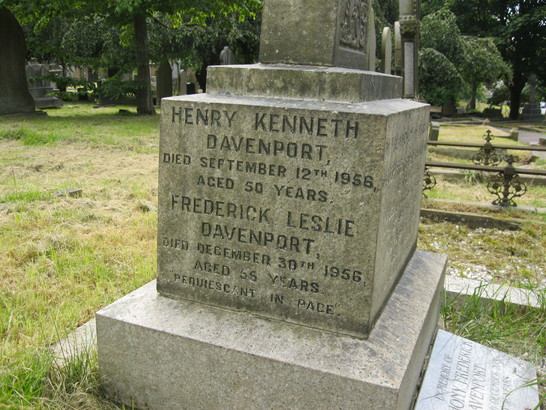 HENRY KENNETH
DAVENPORT,
DIED SEPTEMBER 12TH 1956,
AGED 50 YEARS.
FREDERICK LESLIE
DAVENPORT,
DIED DECEMBER 30TH 1956,
AGED 56 YEARS.
"REQUIESCANT IN PACE."